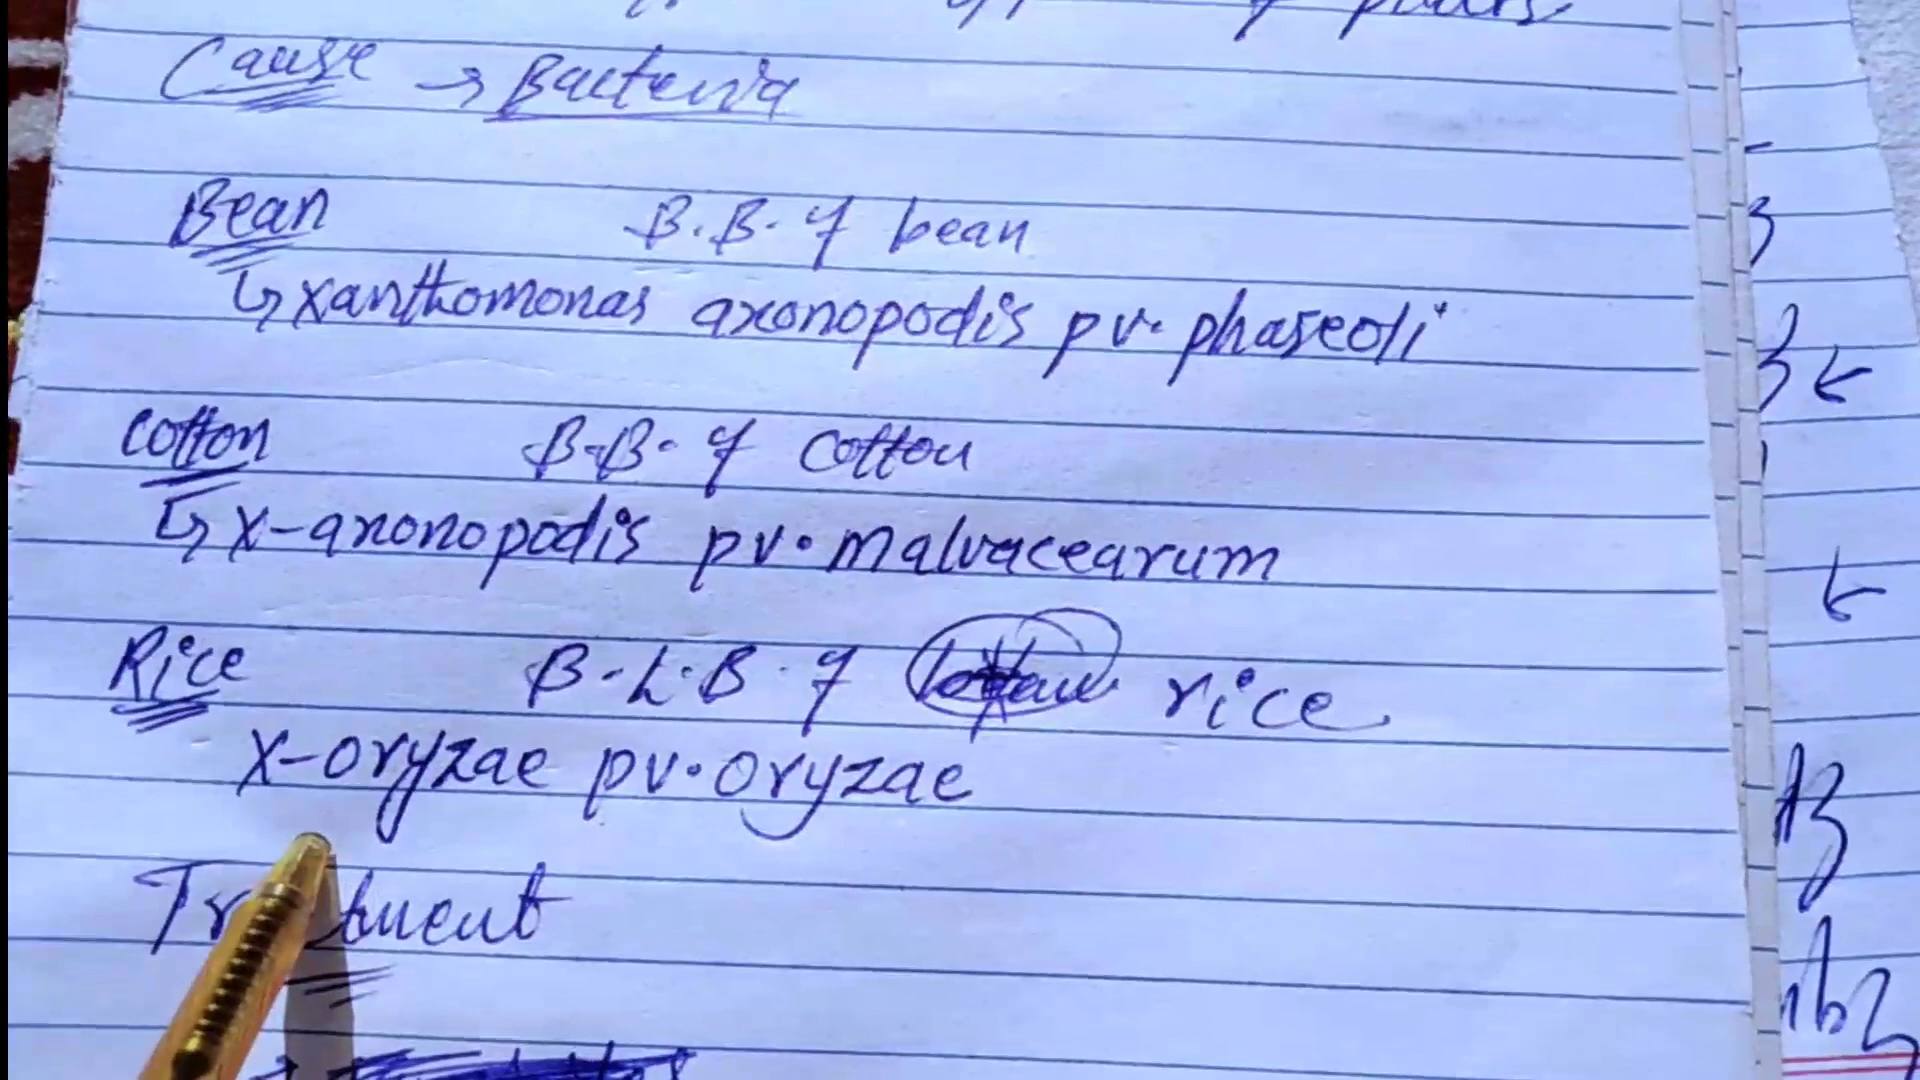 Cause → Bacteria
Bean B.B. of bean
↳ Xanthomonas axonopodis pv. phaseoli
Cotton B.B. of Cotton
↳ X-axonopodis pv. malvacearum
Rice B.L.B. of rice
X-oryzae pv. oryzae